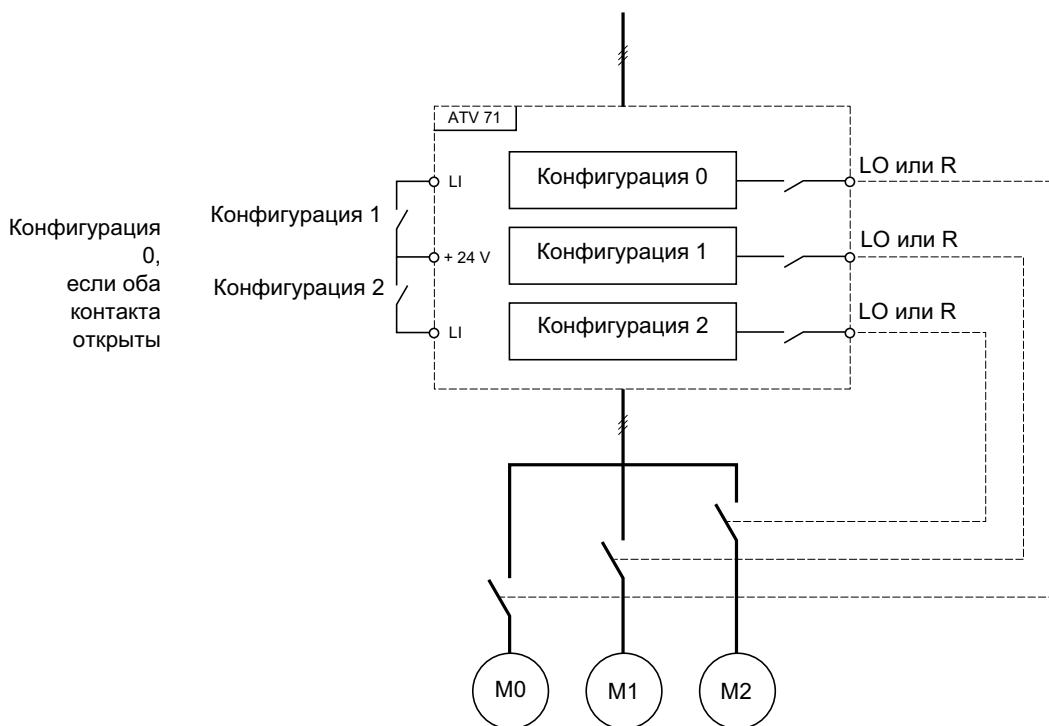 ATV 71
Конфигурация 0
LO или R
LI
Конфигурация 1
Конфигурация
0,
если оба
контакта
открыты
+ 24 V
Конфигурация 1
LO или R
Конфигурация 2
LI
Конфигурация 2
LO или R
M0
M1
M2